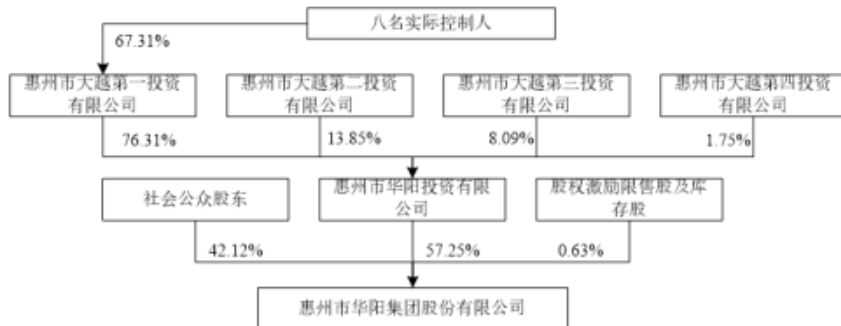 八名实际控制人
67.31%
惠州市大越第一投资
有限公司
惠州市大越第二投资
有限公司
惠州市大越第三投资
有限公司
惠州市大越第四投资
有限公司
76.31%
13.85%
8.09%
1.75%
社会公众股东
惠州市华阳投资有限
公司
股权激励限售股及库
存股
42.12%
57.25%
0.63%
惠州市华阳集团股份有限公司